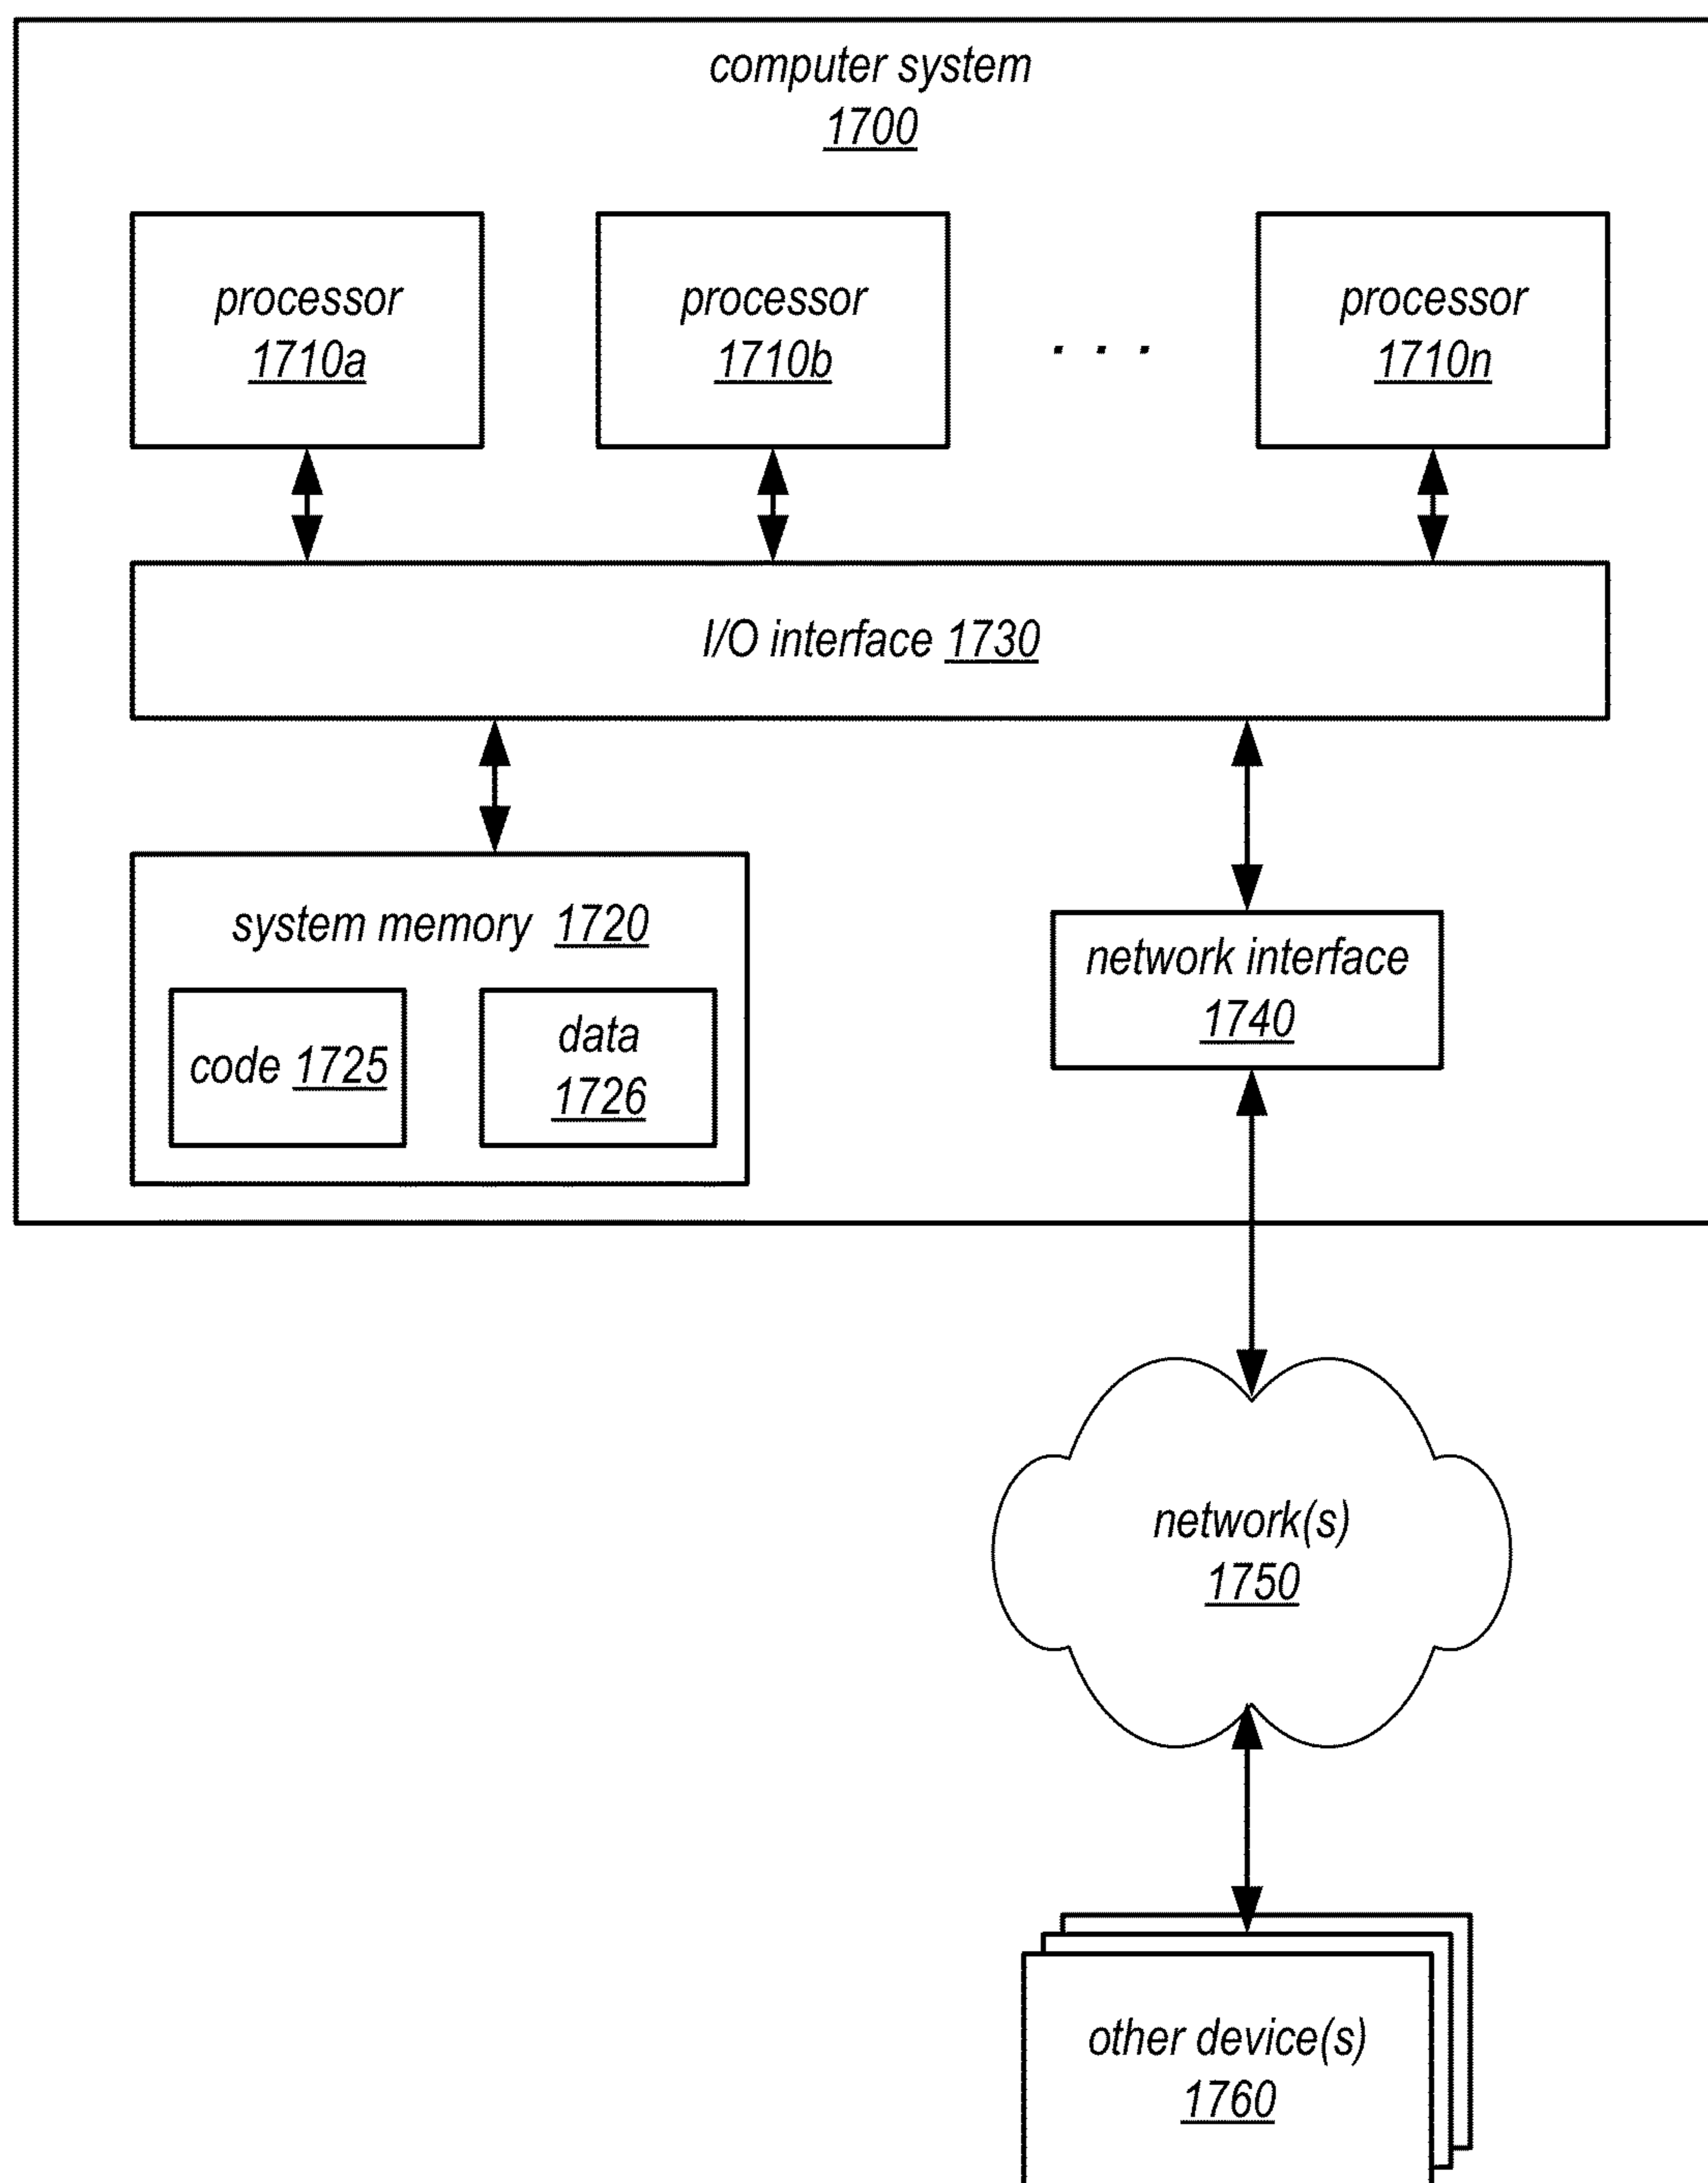 computer system
1700
processor
1710a
processor
1710b
. . .
processor
1710n
I/O interface 1730
system memory 1720
code 1725
data
1726
network interface
1740
network(s)
1750
other device(s)
1760